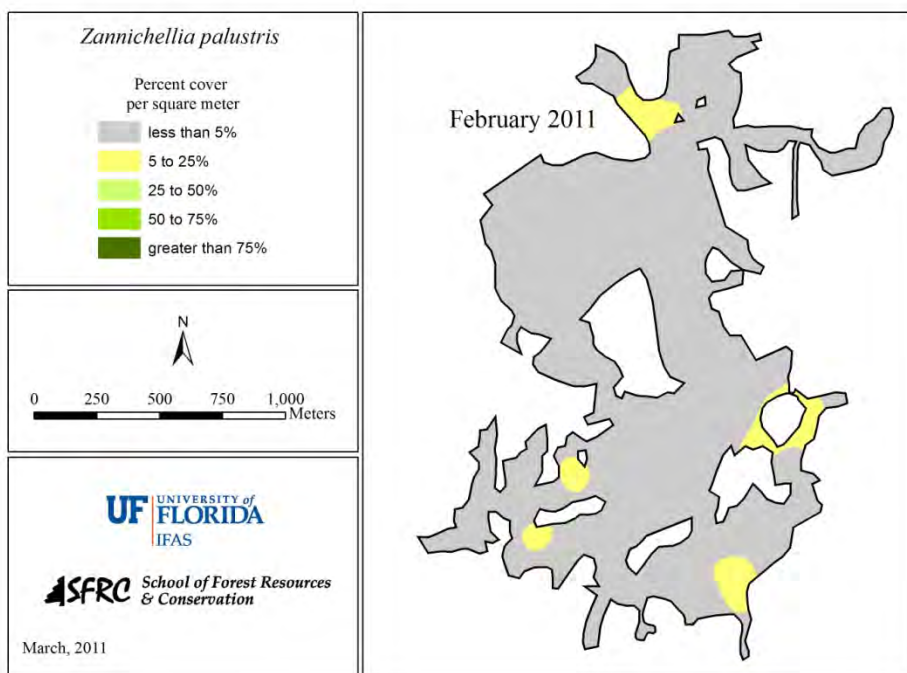 Zannichellia palustris
Percent cover
per square meter
less than 5%
5 to 25%
25 to 50%
50 to 75%
greater than 75%
N
0 250 500 750 1,000
Meters
UF UNIVERSITY of
FLORIDA
IFAS
SFRC School of Forest Resources
& Conservation
March, 2011
February 2011